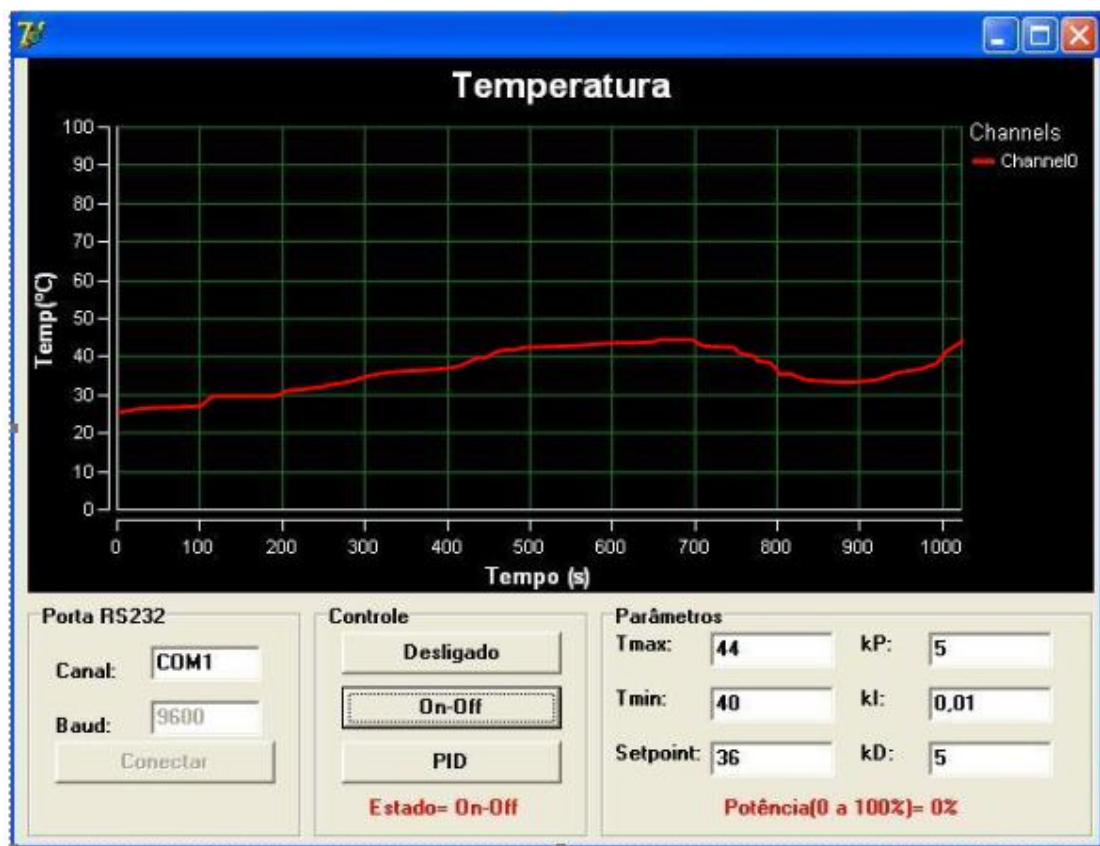 Temperatura
Channels
Channel0
100
90
80
70
60
50
40
30
20
10
0
Temp(ºC)
0 100 200 300 400 500 600 700 800 900 1000
Tempo (s)
Porta RS232
Canal: COM1
Baud: 9600
Conectar
Controle
Desligado
On-Off
PID
Estado= On-Off
Parâmetros
Tmax: 44 kP: 5
Tmin: 40 kI: 0,01
Setpoint: 36 kD: 5
Potência(0 a 100%)= 0%